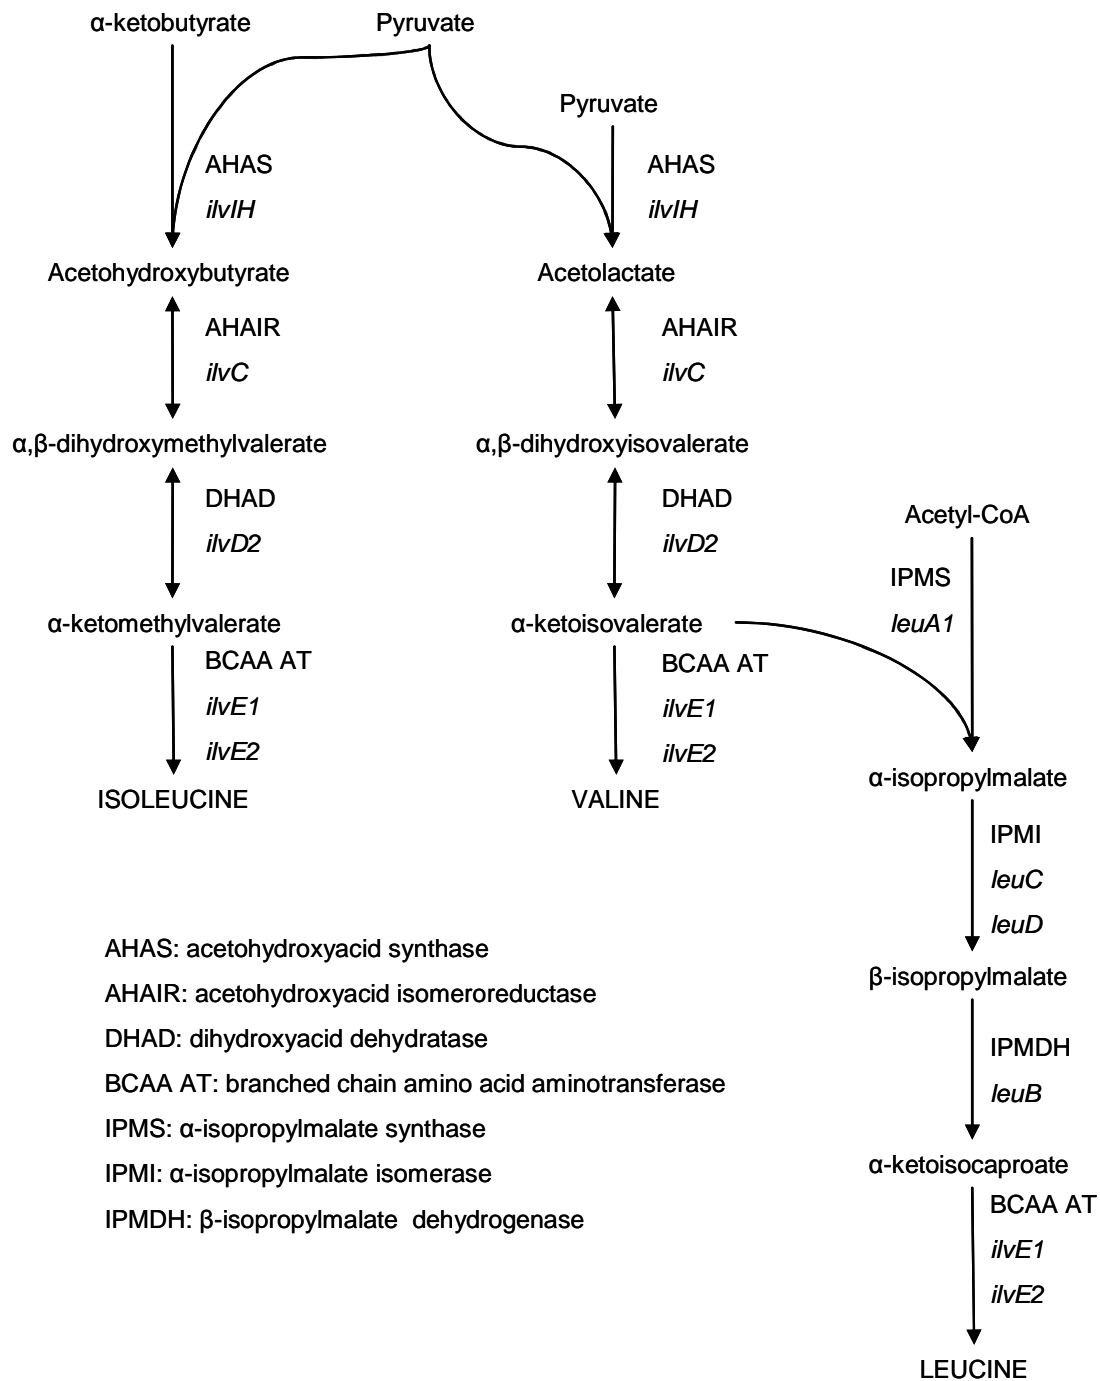 α-ketobutyrate
Pyruvate
Pyruvate
AHAS
ilvIH
AHAS
ilvIH
Acetohydroxybutyrate
Acetolactate
AHAIR
ilvC
AHAIR
ilvC
α,β-dihydroxymethylvalerate
α,β-dihydroxyisovalerate
DHAD
ilvD2
DHAD
ilvD2
Acetyl-CoA
IPMS
leuA1
α-ketomethylvalerate
α-ketoisovalerate
BCAA AT
ilvE1
ilvE2
BCAA AT
ilvE1
ilvE2
ISOLEUCINE
VALINE
α-isopropylmalate
IPMI
leuC
leuD
β-isopropylmalate
IPMDH
leuB
α-ketoisocaproate
BCAA AT
ilvE1
ilvE2
LEUCINE
AHAS: acetohydroxyacid synthase
AHAIR: acetohydroxyacid isomeroreductase
DHAD: dihydroxyacid dehydratase
BCAA AT: branched chain amino acid aminotransferase
IPMS: α-isopropylmalate synthase
IPMI: α-isopropylmalate isomerase
IPMDH: β-isopropylmalate  dehydrogenase